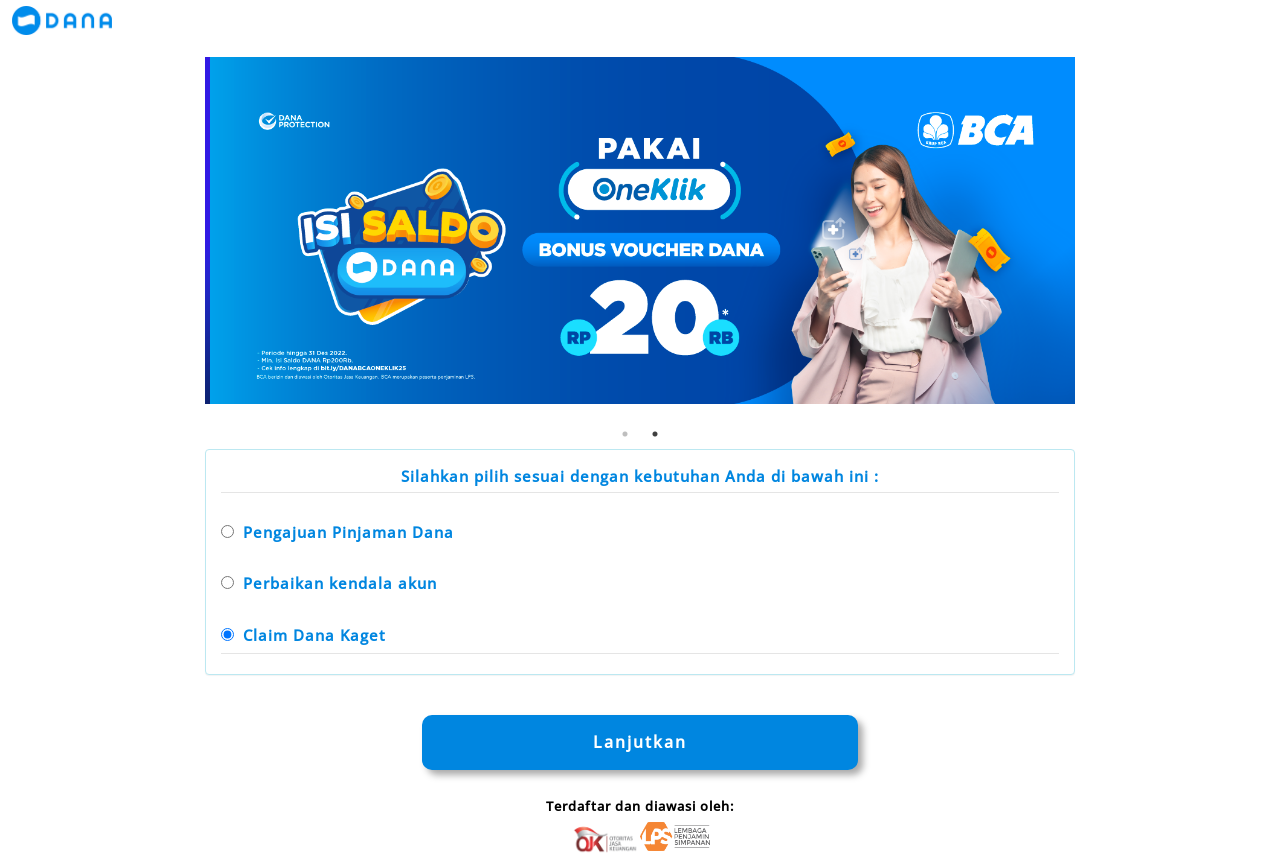 DANA
DANA
PROTECTION
BCA
PAKAI
OneKlik
ISI SALDO
DANA
BONUS VOUCHER DANA
RP 20 RB*
- Periode hingga 31 Des 2022.
- Min. Isi Saldo DANA Rp200Rb.
- Cek info lengkap di bit.ly/DANABCAONEKLIK25
BCA berizin dan diawasi oleh Otoritas Jasa Keuangan. BCA merupakan peserta penjaminan LPS.
Silahkan pilih sesuai dengan kebutuhan Anda di bawah ini :
Pengajuan Pinjaman Dana
Perbaikan kendala akun
Claim Dana Kaget
Lanjutkan
Terdaftar dan diawasi oleh:
OJK OTORITAS JASA KEUANGAN
LPS LEMBAGA PENJAMIN SIMPANAN